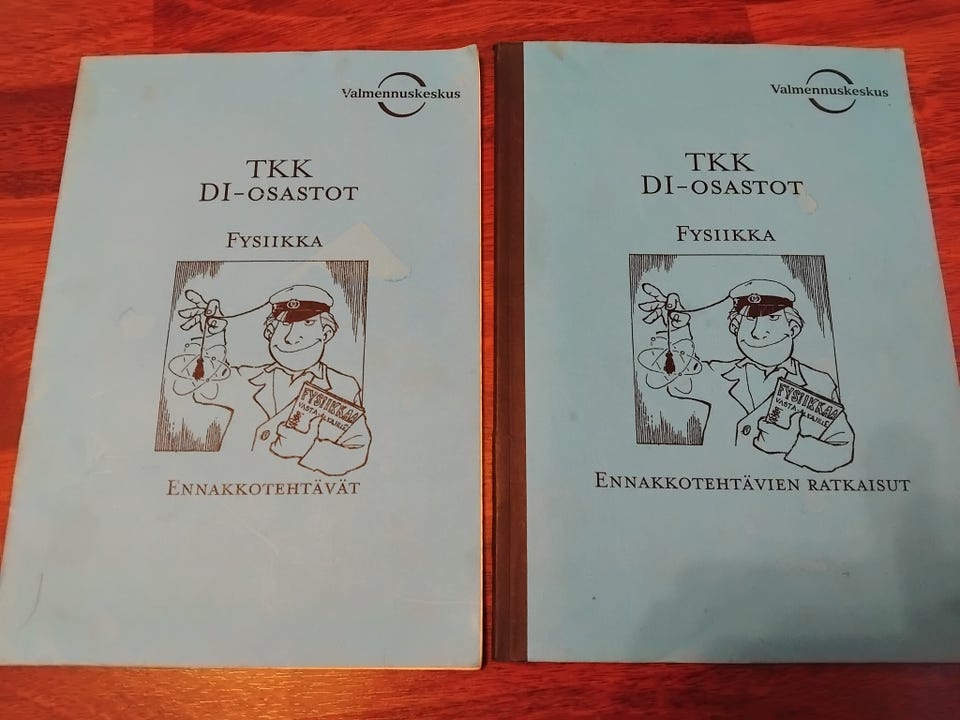 Valmennuskeskus
TKK
DI-OSASTOT
FYSIIKKA
FYSIIKKAA
VASTA-ALKAJILLE
ENNAKKOTEHTÄVÄT
Valmennuskeskus
TKK
DI-OSASTOT
FYSIIKKA
FYSIIKKAA
VASTA-ALKAJILLE
ENNAKKOTEHTÄVIEN RATKAISUT